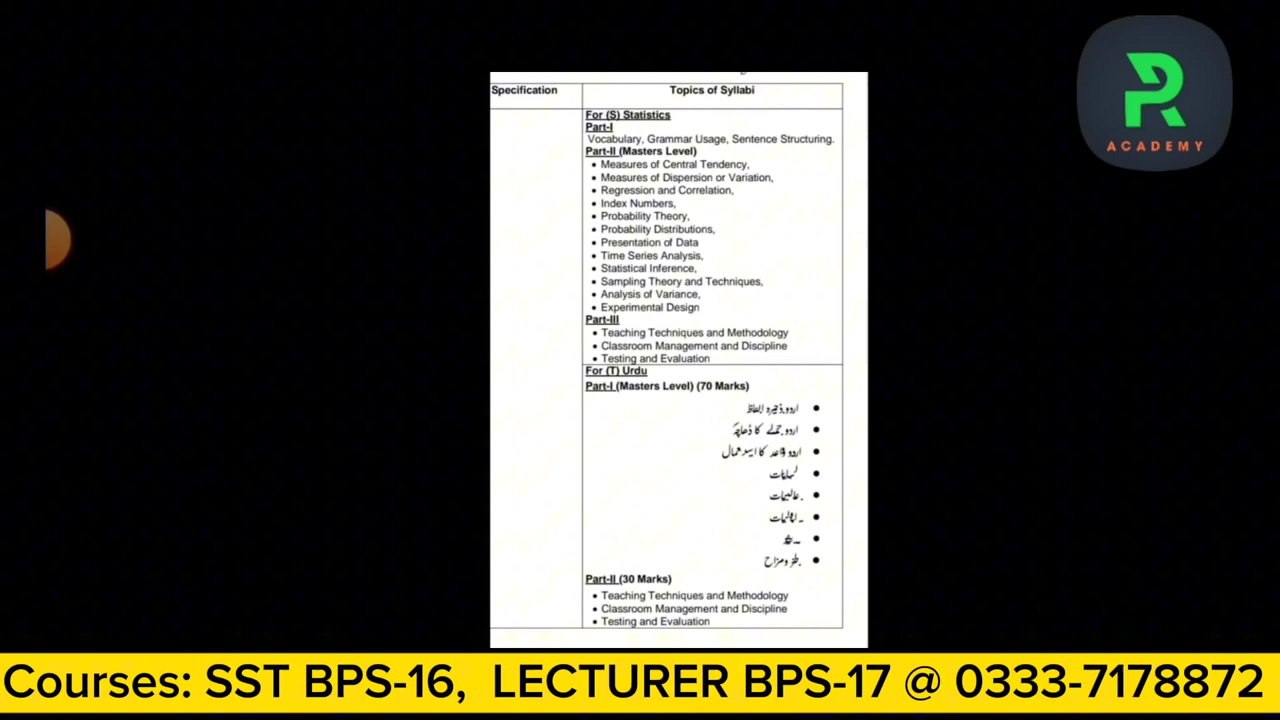 ACADEMY
Specification
Topics of Syllabi
For (S) Statistics
Part-I
Vocabulary, Grammar Usage, Sentence Structuring.
Part-II (Masters Level)
• Measures of Central Tendency,
• Measures of Dispersion or Variation,
• Regression and Correlation,
• Index Numbers,
• Probability Theory,
• Probability Distributions,
• Presentation of Data
• Time Series Analysis,
• Statistical Inference,
• Sampling Theory and Techniques,
• Analysis of Variance,
• Experimental Design
Part-III
• Teaching Techniques and Methodology
• Classroom Management and Discipline
• Testing and Evaluation
For (T) Urdu
Part-I (Masters Level) (70 Marks)
• اردو ذخیرہ الفاظ
• اردو جملے کا ڈھانچہ
• اردو قواعد کا استعمال
•
•
•
•
• طنز و مزاح
Part-II (30 Marks)
• Teaching Techniques and Methodology
• Classroom Management and Discipline
• Testing and Evaluation
Courses: SST BPS-16, LECTURER BPS-17 @ 0333-7178872